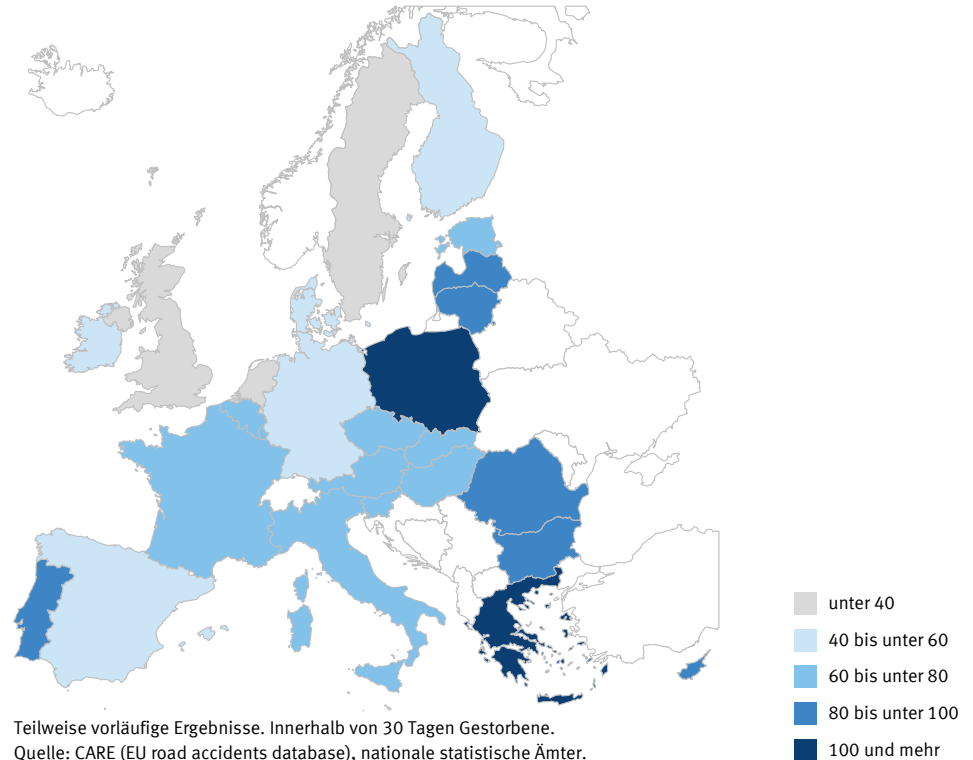 unter 40
40 bis unter 60
60 bis unter 80
80 bis unter 100
100 und mehr
Teilweise vorläufige Ergebnisse. Innerhalb von 30 Tagen Gestorbene.
Quelle: CARE (EU road accidents database), nationale statistische Ämter.